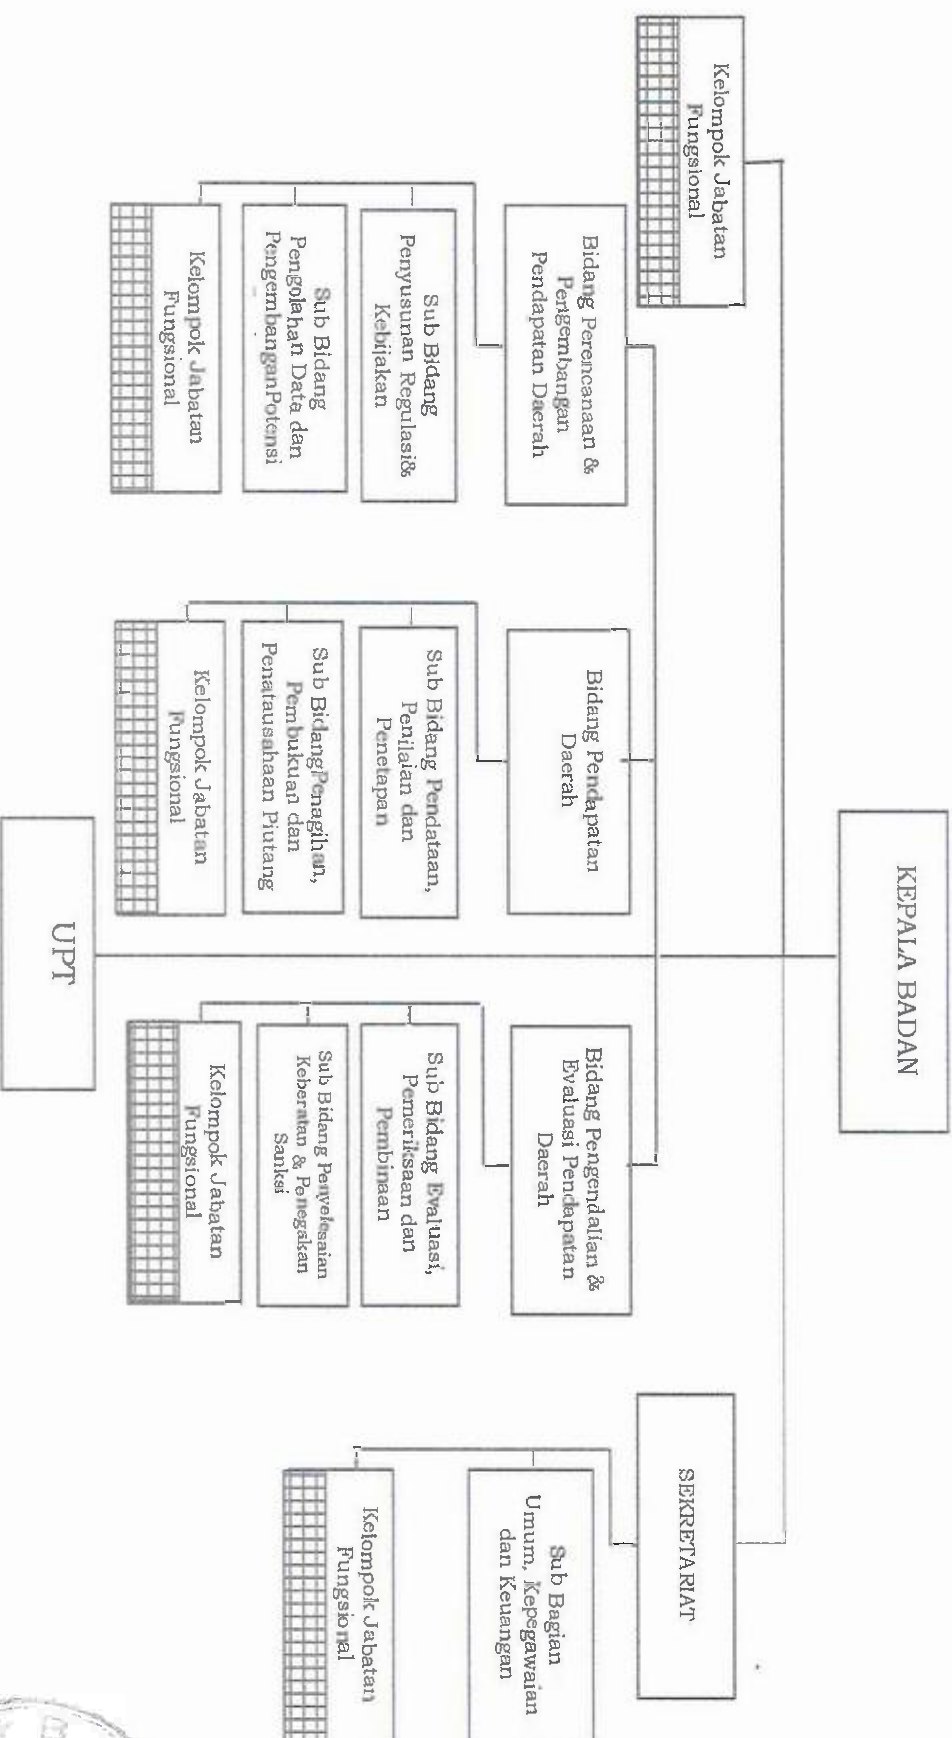 KEPALA BADAN
Kelompok Jabatan
Fungsional
SEKRETARIAT
Sub Bagian
Umum, Kepegawaian
dan Keuangan
Kelompok Jabatan
Fungsional
Bidang Perencanaan &
Pengembangan
Pendapatan Daerah
Sub Bidang
Penyusunan Regulasi&
Kebijakan
Sub Bidang
Pengolahan Data dan
PengembanganPotensi
Kelompok Jabatan
Fungsional
Bidang Pendapatan
Daerah
Sub Bidang Pendataan,
Penilaian dan
Penetapan
Sub BidangPenagihan,
Pembukuan dan
Penatausahaan Piutang
Kelompok Jabatan
Fungsional
Bidang Pengendalian &
Evaluasi Pendapatan
Daerah
Sub Bidang Evaluasi,
Pemeriksaan dan
Pembinaan
Sub Bidang Penyelesaian
Keberatan & Penegakan
Sanksi
Kelompok Jabatan
Fungsional
UPT